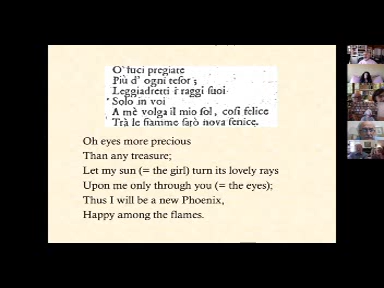 O' luci pregiate
Più d' ogni tesor;
Leggiadretti i raggi suoi
Solo in voi
A mè volga il mio sol, così felice
Trà le fiamme sarò nova fenice.
Oh eyes more precious
Than any treasure;
Let my sun (= the girl) turn its lovely rays
Upon me only through you (= the eyes);
Thus I will be a new Phoenix,
Happy among the flames.